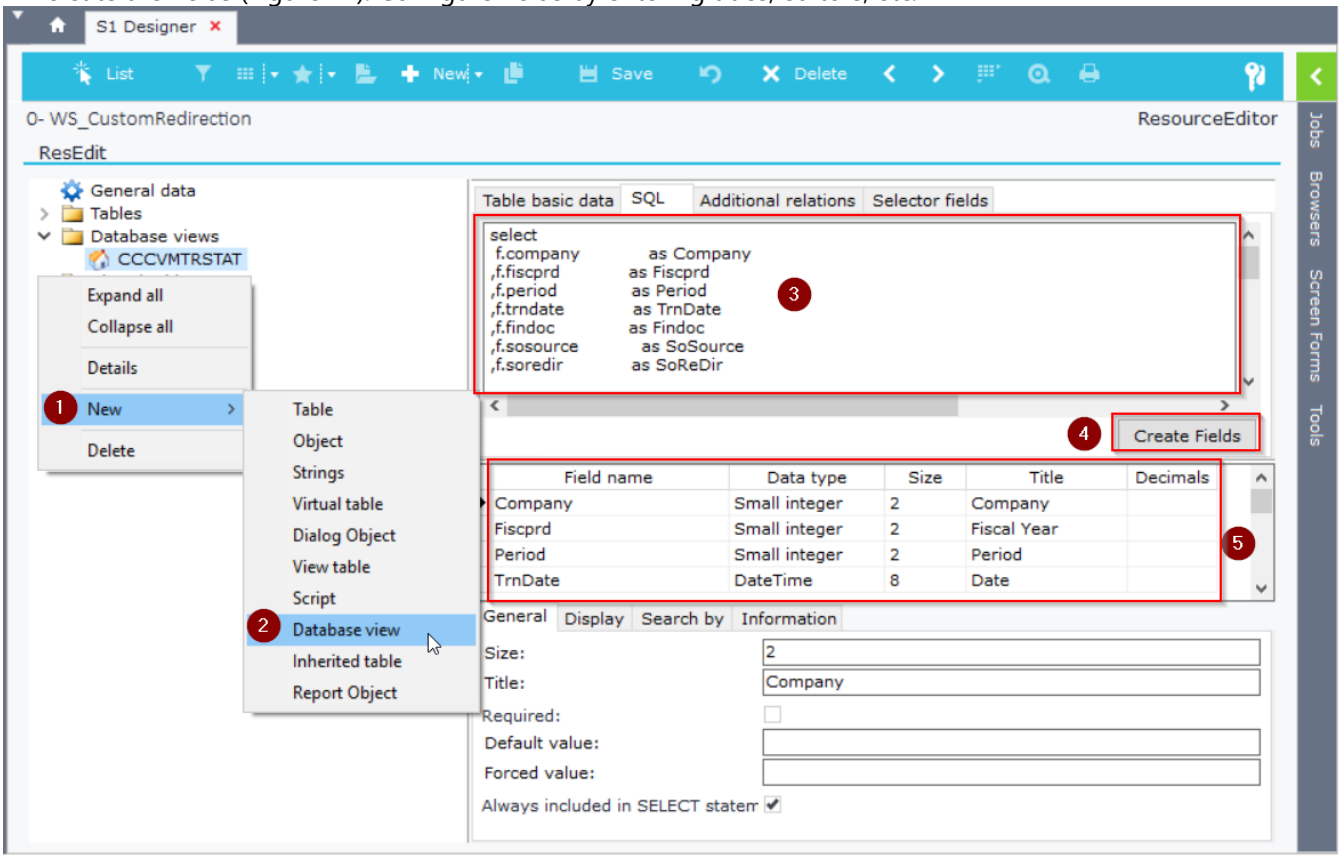 S1 Designer
List
New
Save
Delete
0- WS_CustomRedirection
ResourceEditor
ResEdit
General data
Tables
Database views
CCCVMTRSTAT
Expand all
Collapse all
Details
1 New
Delete
Table
Object
Strings
Virtual table
Dialog Object
View table
Script
2 Database view
Inherited table
Report Object
Table basic data SQL Additional relations Selector fields
select
f.company as Company
,f.fiscprd as Fiscprd
,f.period as Period
,f.trndate as TrnDate
,f.findoc as Findoc
,f.sosource as SoSource
,f.soredir as SoReDir
3
4 Create Fields
Field name Data type Size Title Decimals
Company Small integer 2 Company
Fiscprd Small integer 2 Fiscal Year
Period Small integer 2 Period
TrnDate DateTime 8 Date
5
General Display Search by Information
Size: 2
Title: Company
Required:
Default value:
Forced value:
Always included in SELECT statem
Jobs
Browsers
Screen Forms
Tools